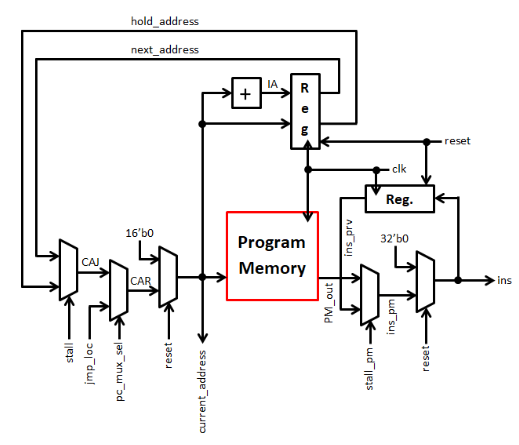 hold_address
next_address
IA
+
R
e
g
reset
clk
Reg.
ins_prv
16'b0
Program
Memory
32'b0
CAJ
CAR
PM_out
ins_pm
ins
stall
jmp_loc
pc_mux_sel
reset
current_address
stall_pm
reset